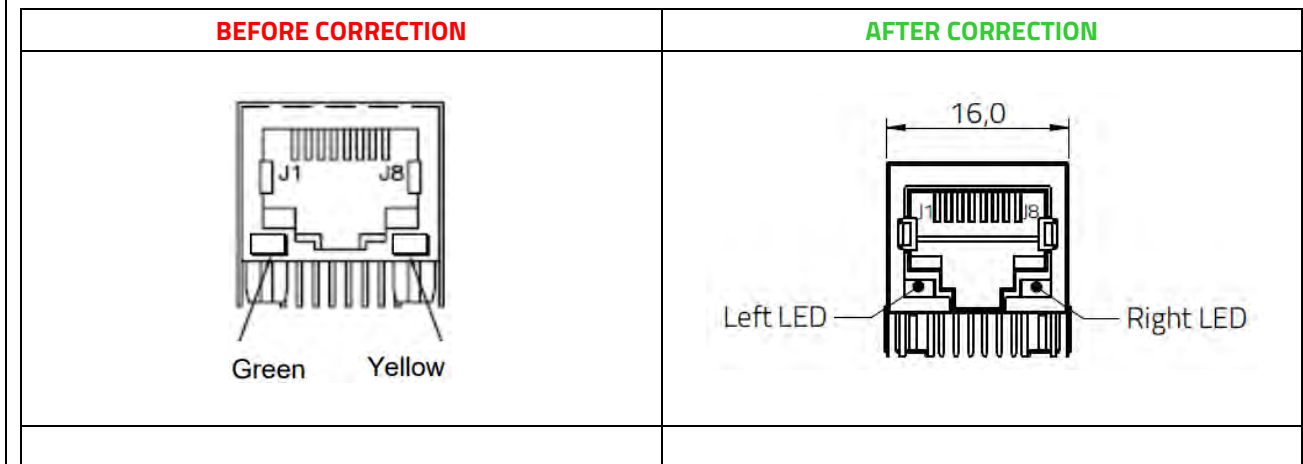 BEFORE CORRECTION
AFTER CORRECTION
J1 J8
Green Yellow
16,0
J1 J8
Left LED Right LED